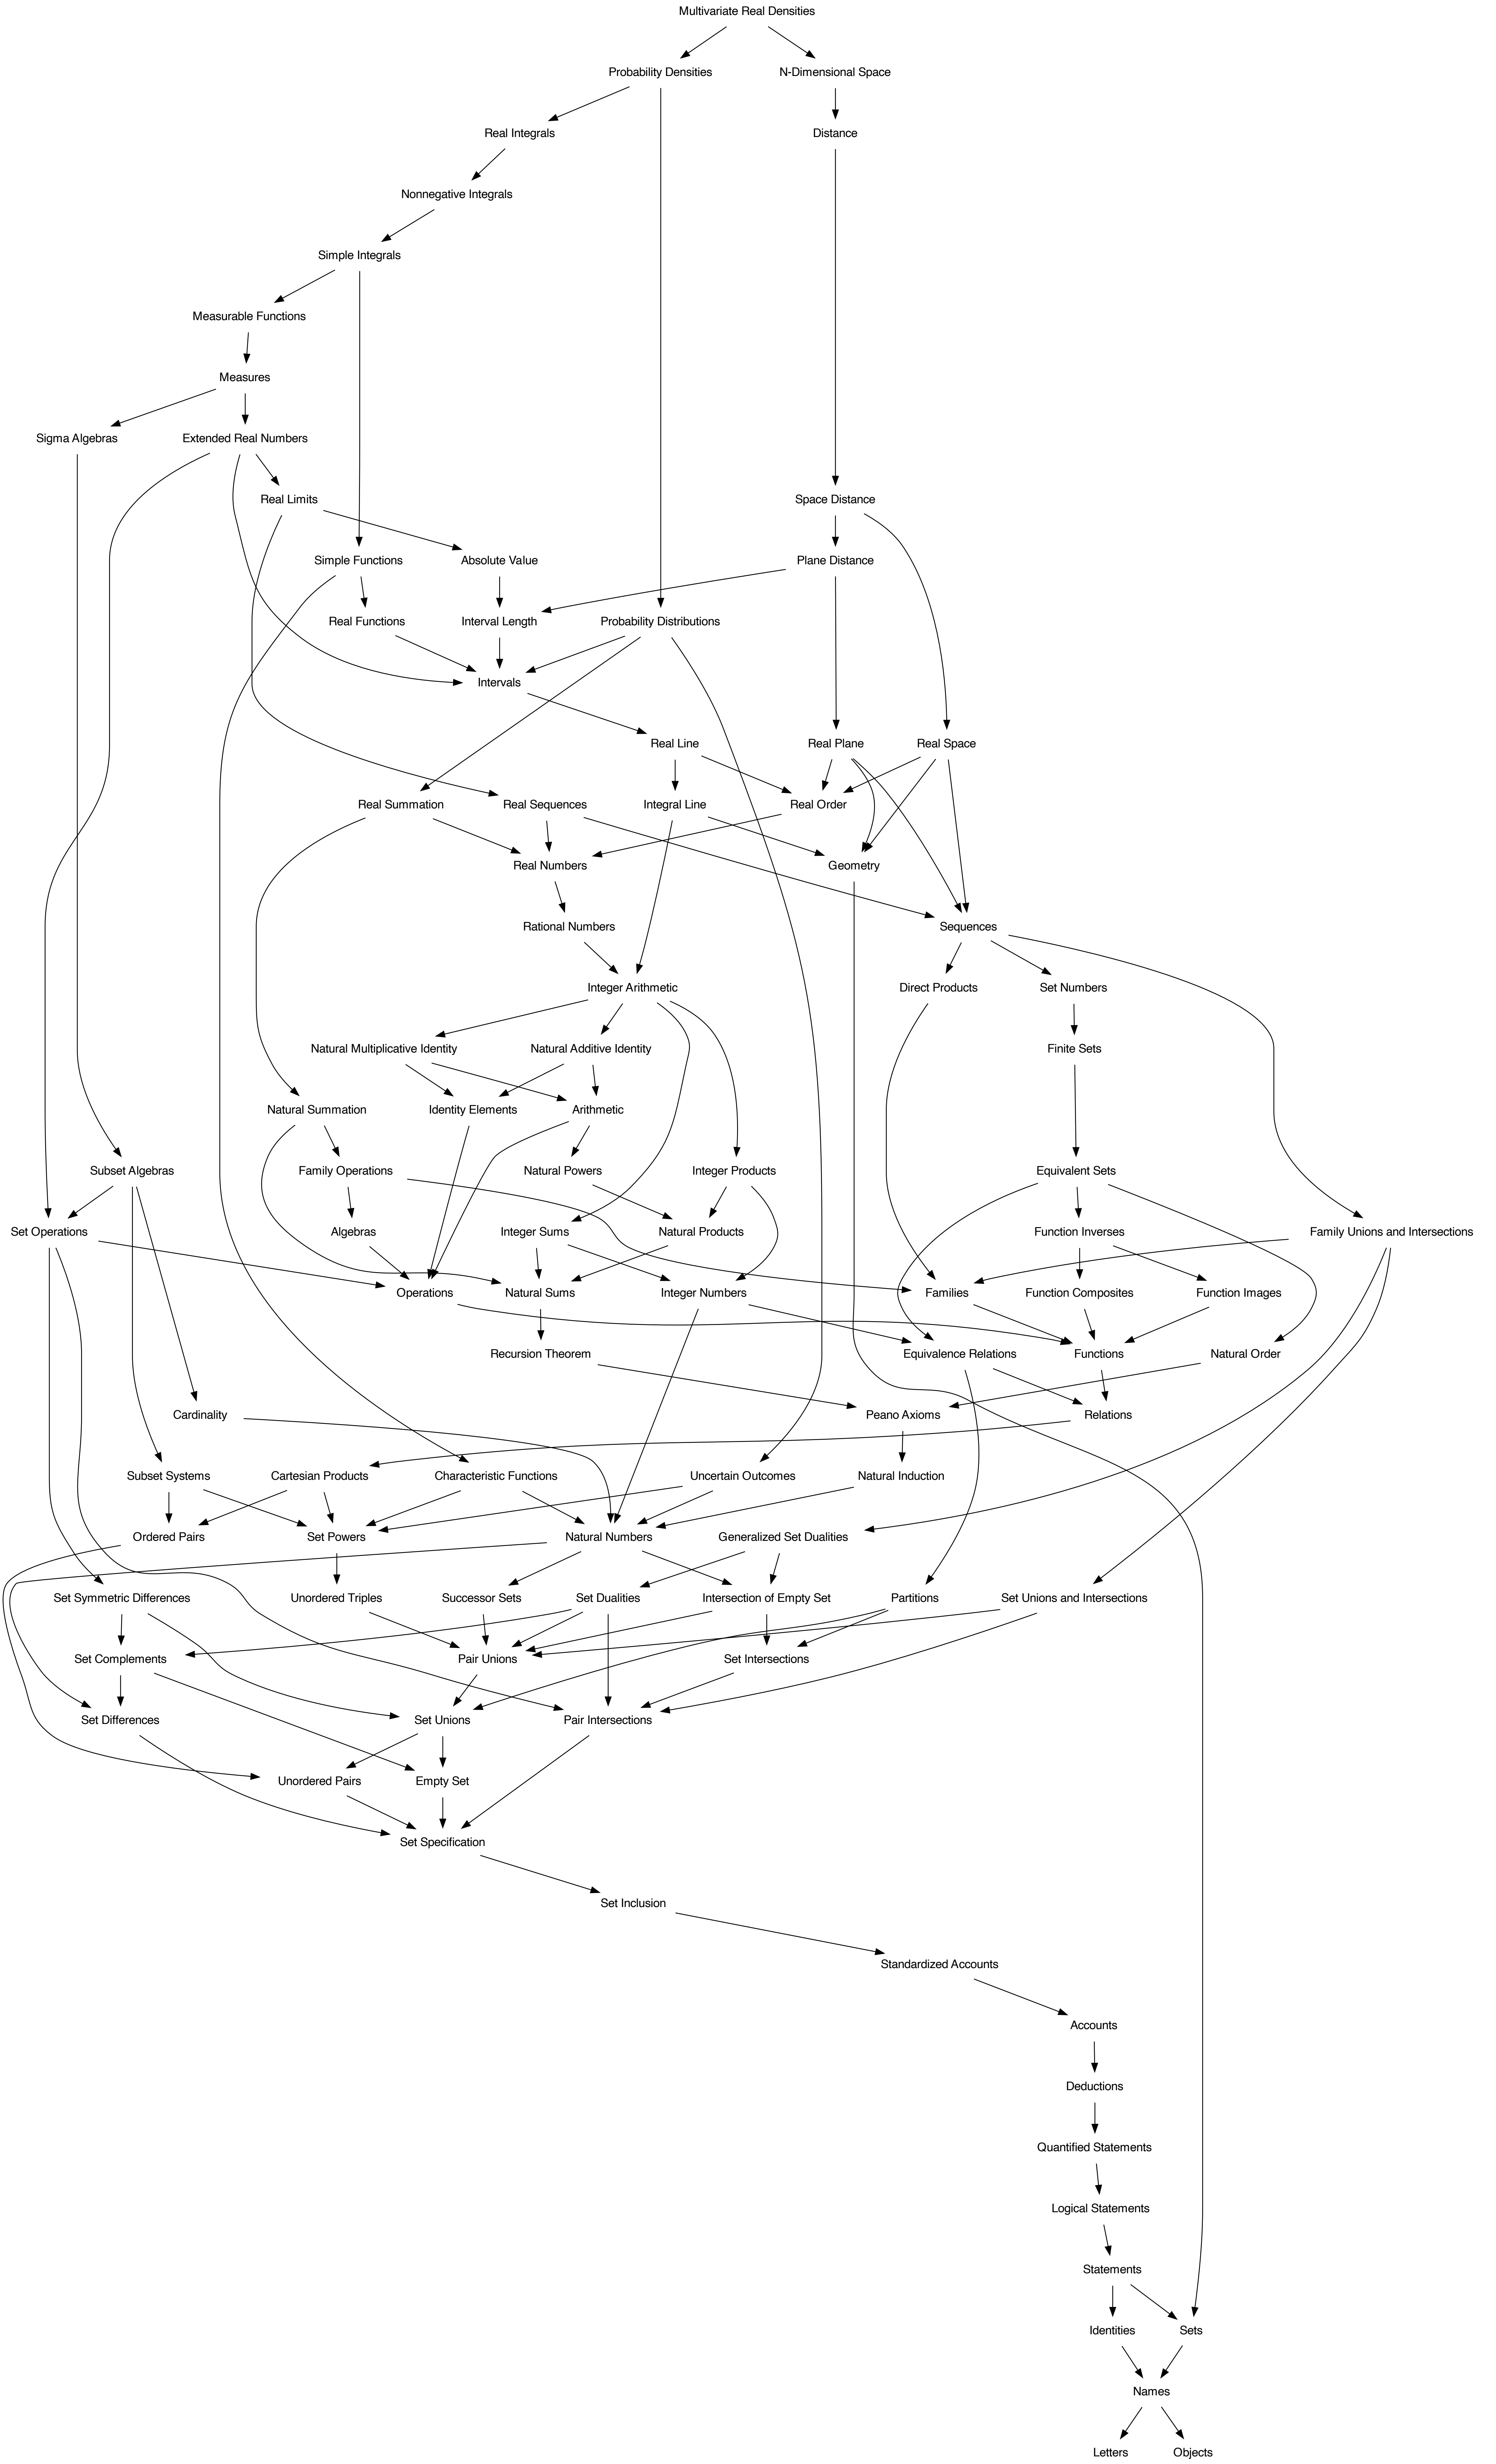 Multivariate Real Densities
Probability Densities
N-Dimensional Space
Real Integrals
Distance
Nonnegative Integrals
Simple Integrals
Measurable Functions
Measures
Sigma Algebras
Extended Real Numbers
Real Limits
Space Distance
Simple Functions
Absolute Value
Plane Distance
Real Functions
Interval Length
Probability Distributions
Intervals
Real Line
Real Plane
Real Space
Real Summation
Real Sequences
Integral Line
Real Order
Real Numbers
Geometry
Rational Numbers
Sequences
Integer Arithmetic
Direct Products
Set Numbers
Natural Multiplicative Identity
Natural Additive Identity
Finite Sets
Natural Summation
Identity Elements
Arithmetic
Subset Algebras
Family Operations
Natural Powers
Integer Products
Equivalent Sets
Set Operations
Algebras
Integer Sums
Natural Products
Function Inverses
Family Unions and Intersections
Operations
Natural Sums
Integer Numbers
Families
Function Composites
Function Images
Recursion Theorem
Equivalence Relations
Functions
Natural Order
Cardinality
Peano Axioms
Relations
Subset Systems
Cartesian Products
Characteristic Functions
Uncertain Outcomes
Natural Induction
Ordered Pairs
Set Powers
Natural Numbers
Generalized Set Dualities
Set Symmetric Differences
Unordered Triples
Successor Sets
Set Dualities
Intersection of Empty Set
Partitions
Set Unions and Intersections
Set Complements
Pair Unions
Set Intersections
Set Differences
Set Unions
Pair Intersections
Unordered Pairs
Empty Set
Set Specification
Set Inclusion
Standardized Accounts
Accounts
Deductions
Quantified Statements
Logical Statements
Statements
Identities
Sets
Names
Letters
Objects